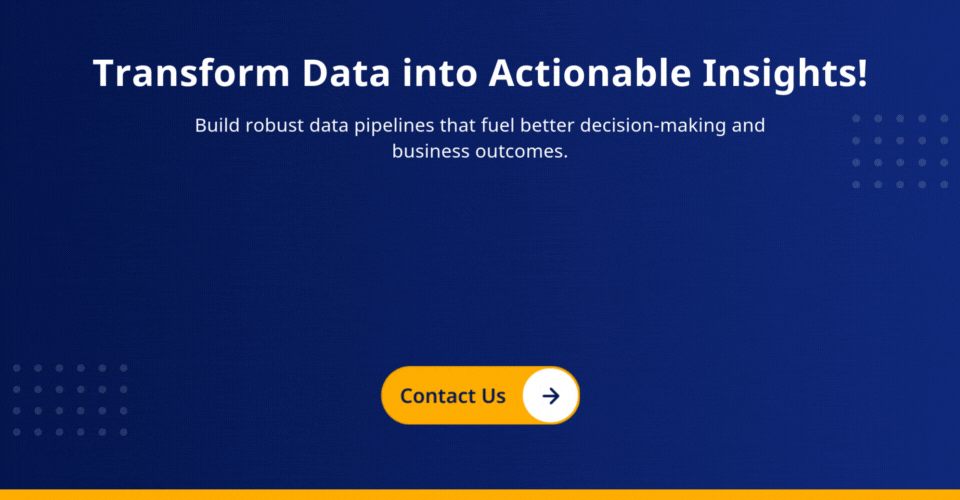 Transform Data into Actionable Insights!
Build robust data pipelines that fuel better decision-making and
business outcomes.
Contact Us